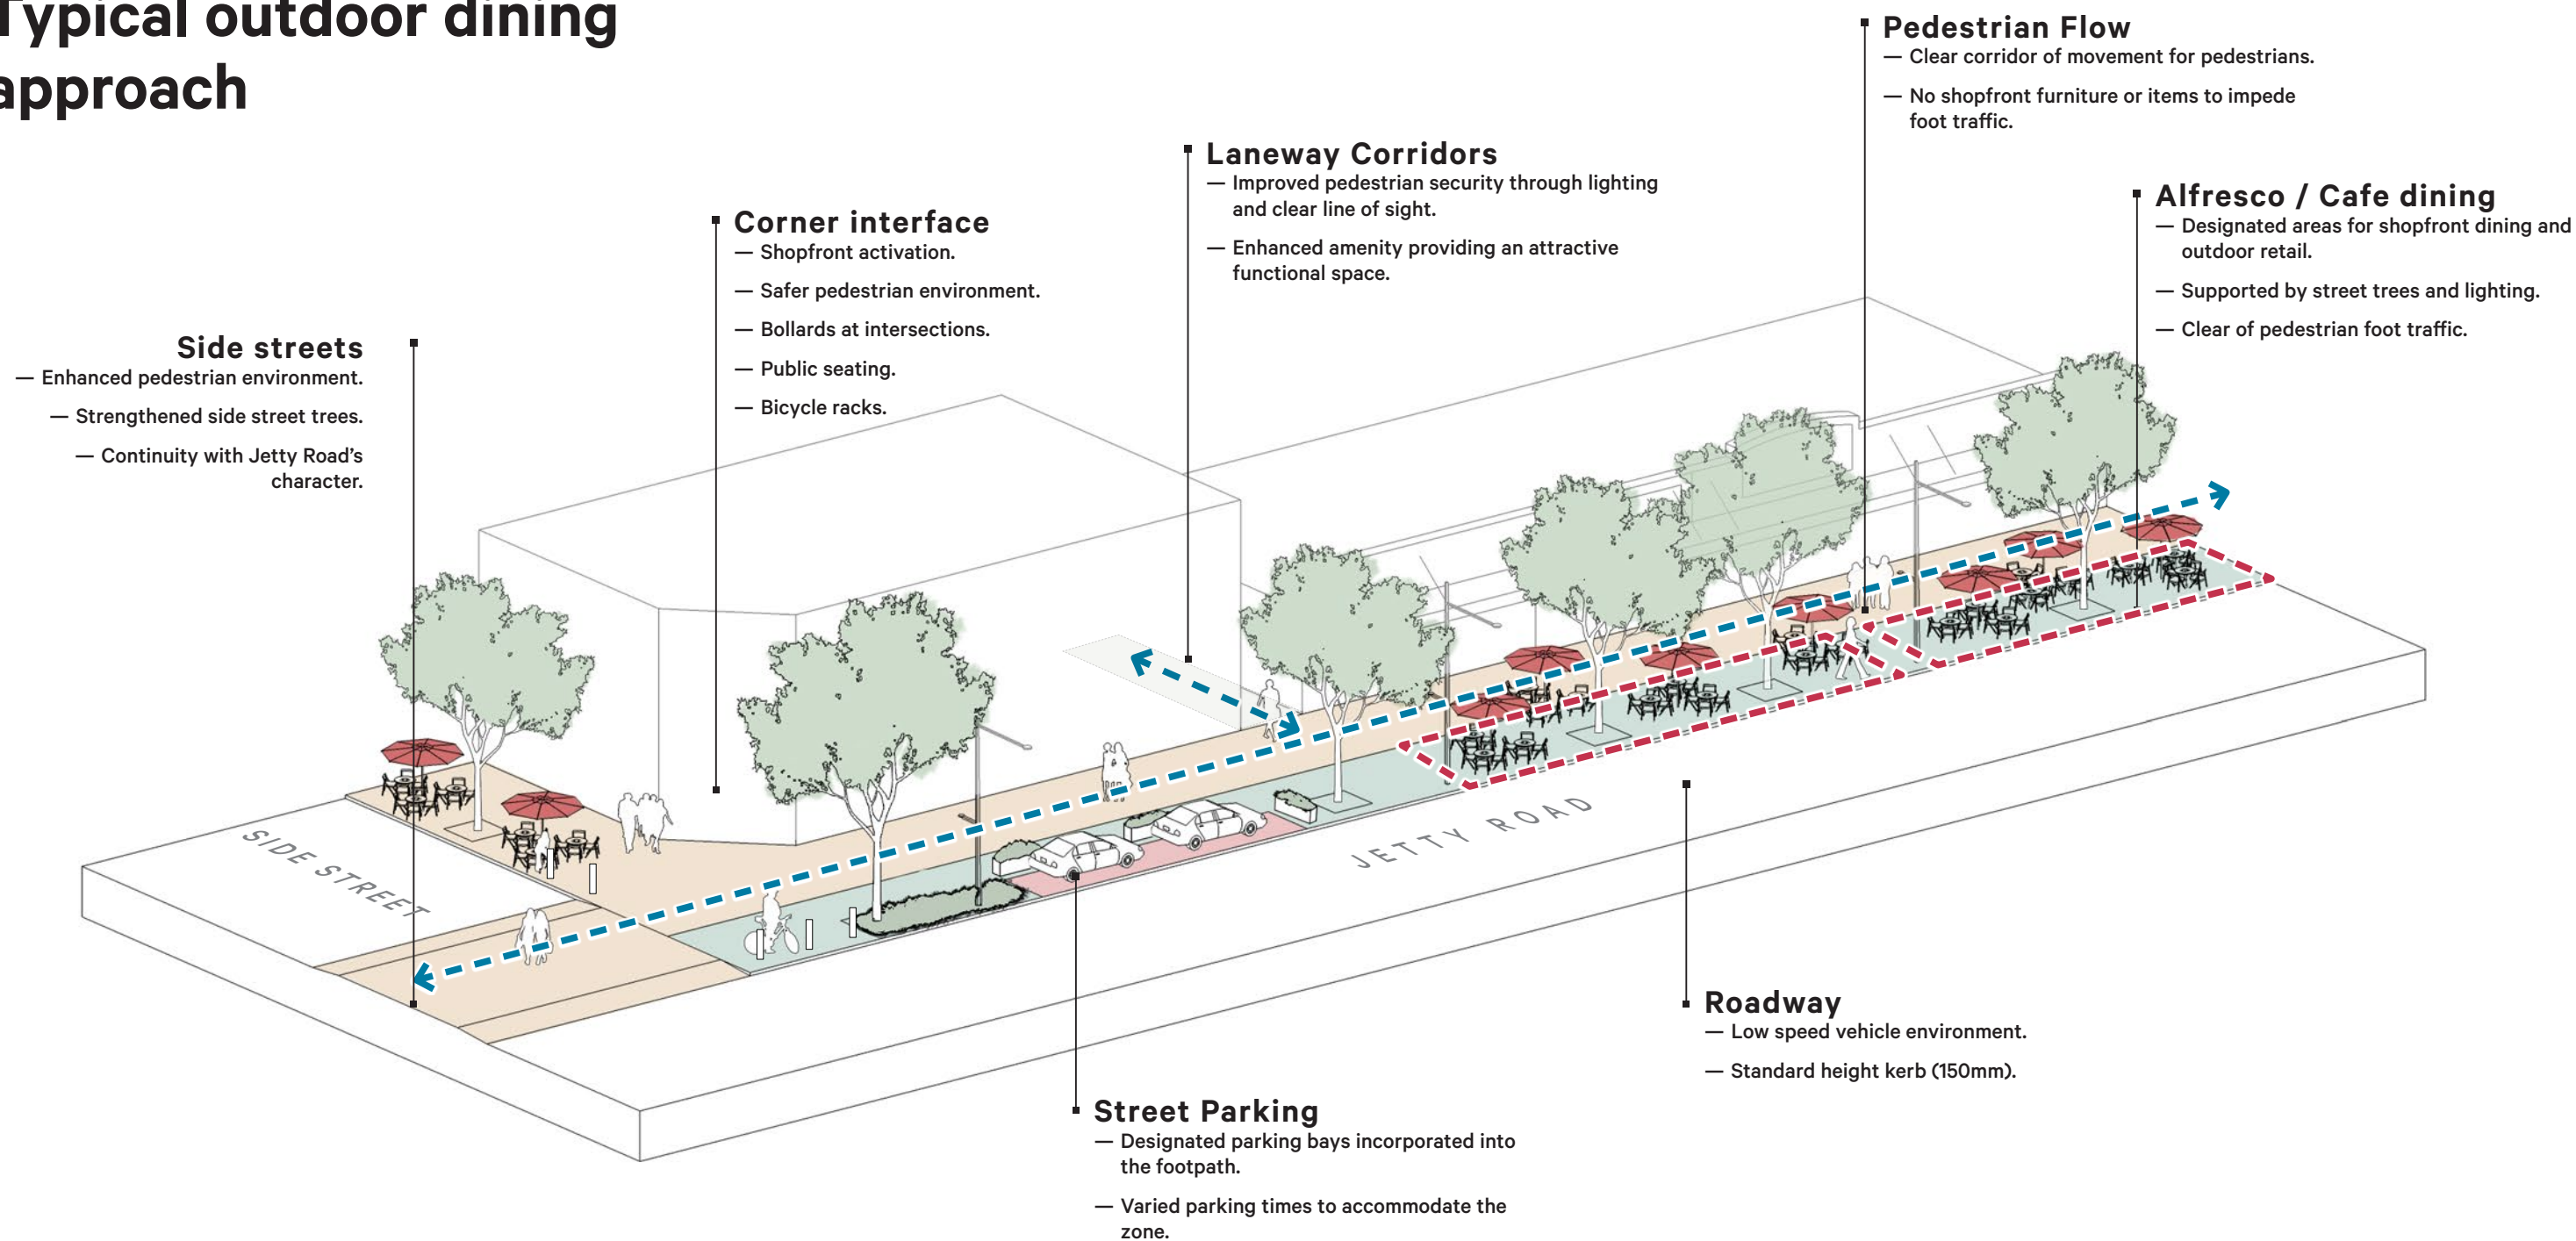 Typical outdoor dining
approach
Side streets
— Enhanced pedestrian environment.
— Strengthened side street trees.
— Continuity with Jetty Road’s
character.
Corner interface
— Shopfront activation.
— Safer pedestrian environment.
— Bollards at intersections.
— Public seating.
— Bicycle racks.
Laneway Corridors
— Improved pedestrian security through lighting
and clear line of sight.
— Enhanced amenity providing an attractive
functional space.
Pedestrian Flow
— Clear corridor of movement for pedestrians.
— No shopfront furniture or items to impede
foot traffic.
Alfresco / Cafe dining
— Designated areas for shopfront dining and
outdoor retail.
— Supported by street trees and lighting.
— Clear of pedestrian foot traffic.
SIDE STREET
JETTY ROAD
Roadway
— Low speed vehicle environment.
— Standard height kerb (150mm).
Street Parking
— Designated parking bays incorporated into
the footpath.
— Varied parking times to accommodate the
zone.